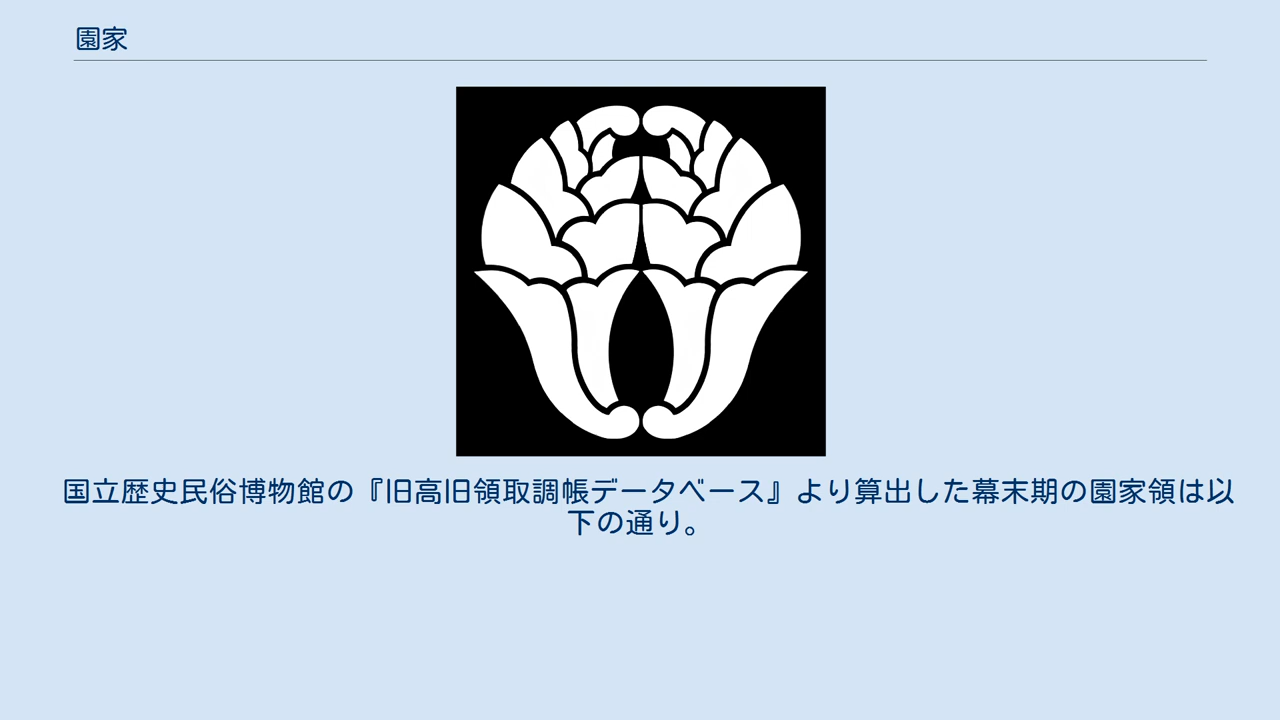 園家
国立歴史民俗博物館の『旧高旧領取調帳データベース』より算出した幕末期の園家領は以
下の通り。